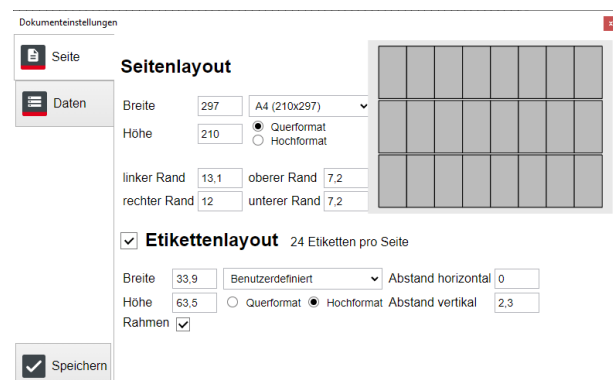 Dokumenteinstellungen
x
Seite
Daten
Seitenlayout
Breite 297 A4 (210x297)
Höhe 210 Querformat
Hochformat
linker Rand 13,1 oberer Rand 7,2
rechter Rand 12 unterer Rand 7,2
Etikettenlayout 24 Etiketten pro Seite
Breite 33,9 Benutzerdefiniert Abstand horizontal 0
Höhe 63,5 Querformat Hochformat Abstand vertikal 2,3
Rahmen
Speichern